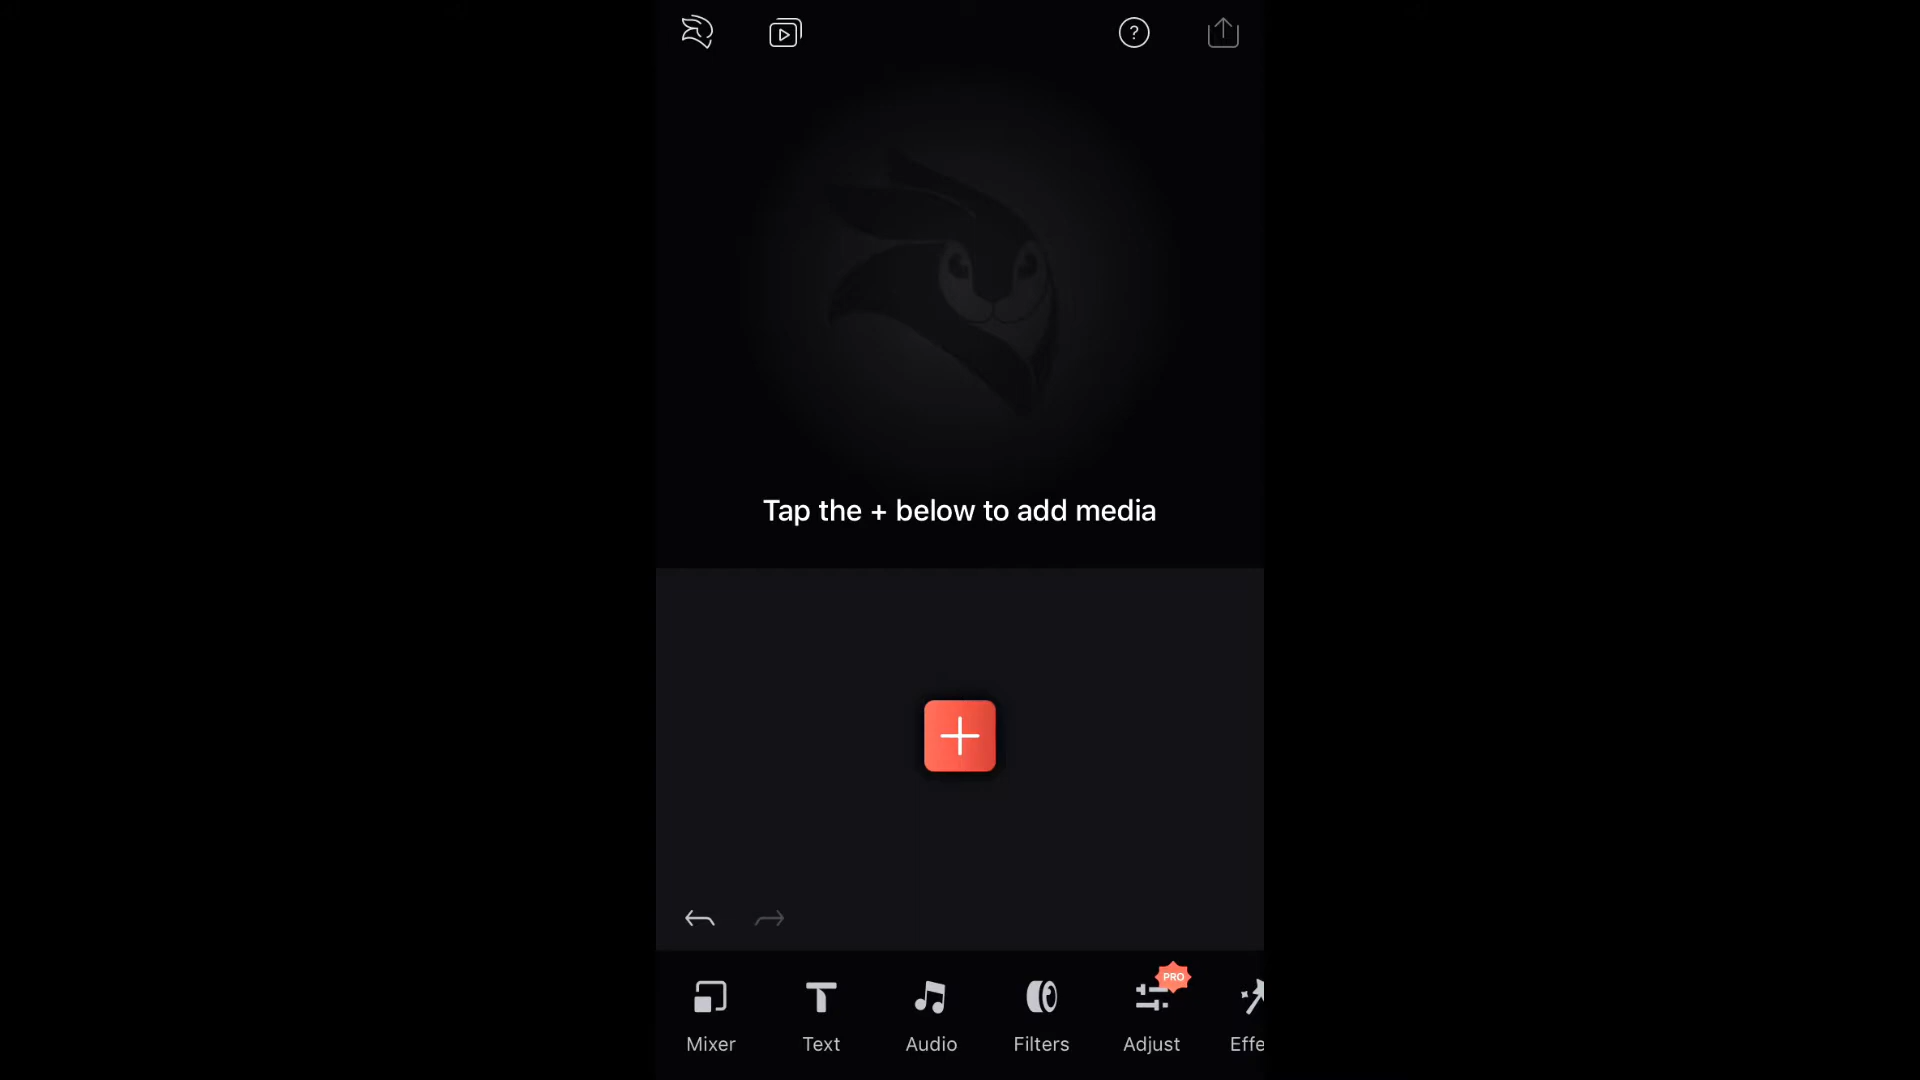 ?
Tap the + below to add media
PRO
Mixer
Text
Audio
Filters
Adjust
Effe